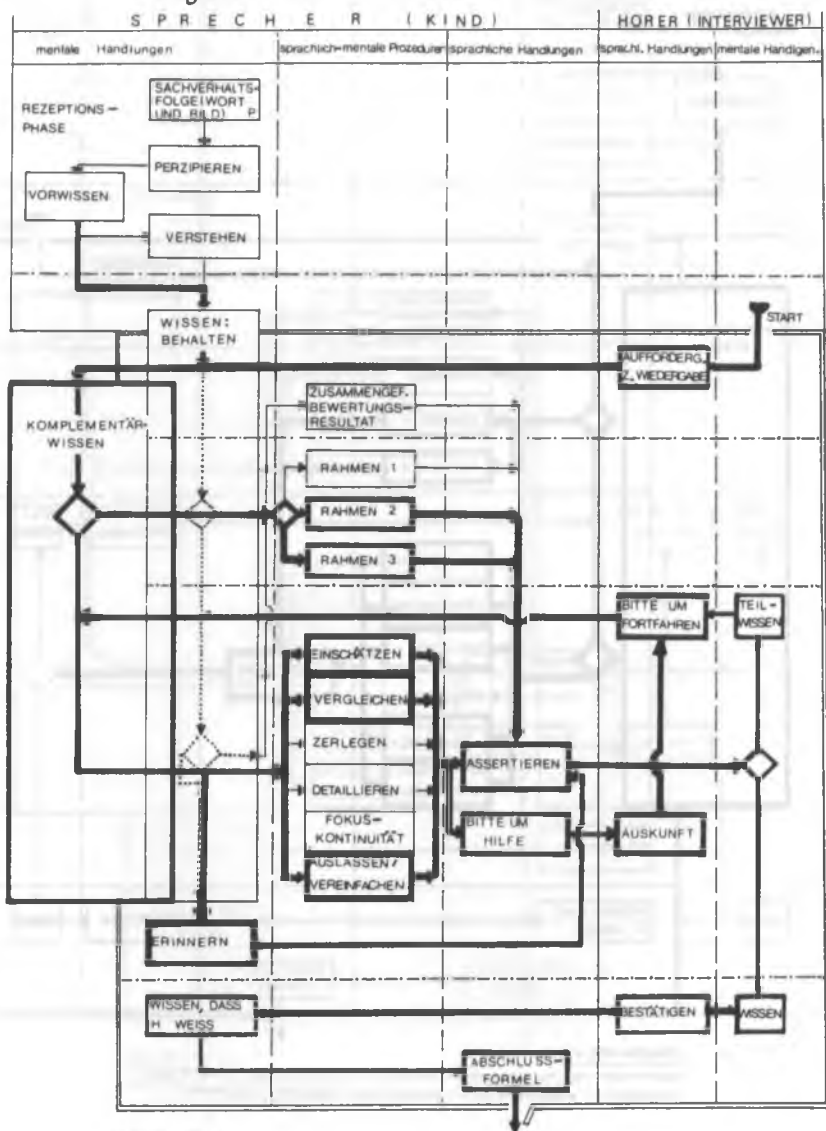 S P R E C H E R ( KIND )
HÖRER ( INTERVIEWER )
mentale Handlungen
sprachlich-mentale Prozeduren
sprachliche Handlungen
sprachl. Handlungen
mentale Handlgen.
REZEPTIONS-
PHASE
SACHVERHALTS-
FOLGE(WORT
UND BILD) P
PERZIPIEREN
VORWISSEN
VERSTEHEN
WISSEN:
BEHALTEN
START
AUFFORDERG.
Z. WIEDERGABE
KOMPLEMENTÄR-
WISSEN
ZUSAMMENGEF.
BEWERTUNGS-
RESULTAT
RAHMEN 1
RAHMEN 2
RAHMEN 3
BITTE UM
FORTFAHREN
TEIL-
WISSEN
EINSCHÄTZEN
VERGLEICHEN
ZERLEGEN
DETAILLIEREN
FOKUS-
KONTINUITÄT
AUSLASSEN/
VEREINFACHEN
ASSERTIEREN
BITTE UM
HILFE
AUSKUNFT
ERINNERN
WISSEN, DASS
H WEISS
BESTÄTIGEN
WISSEN
ABSCHLUSS-
FORMEL